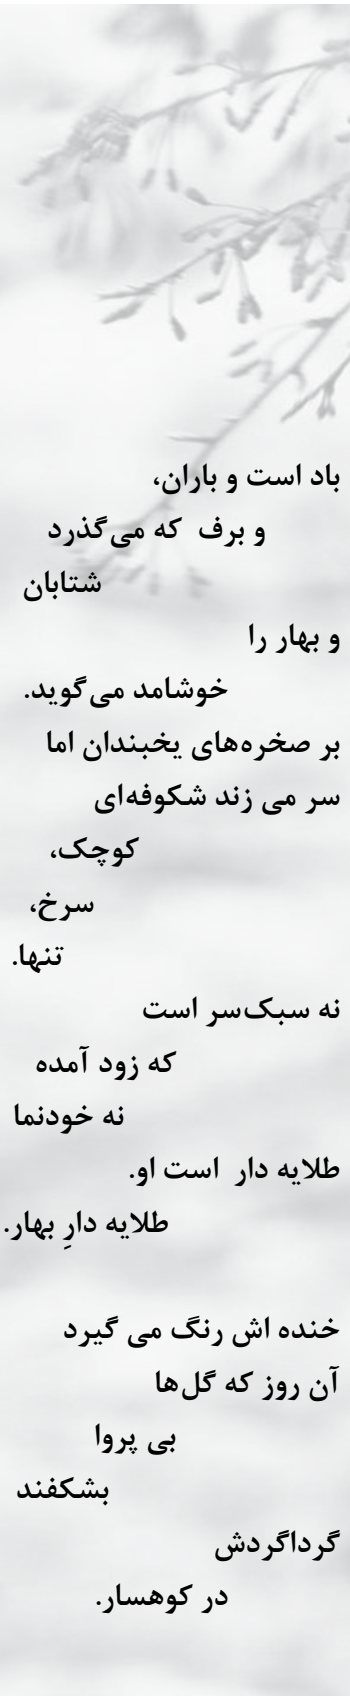 باد است و باران،
و برف که می‌گذرد
شتابان
و بهار را
خوشامد می‌گوید.
بر صخره‌های یخبندان اما
سر می زند شکوفه‌ای
کوچک،
سرخ،
تنها.
نه سبک‌سر است
که زود آمده
نه خودنما
طلایه دار است او.
طلایه دارِ بهار.
خنده اش رنگ می گیرد
آن روز که گل‌ها
بی پروا
بشکفند
گرداگردش
در کوهسار.